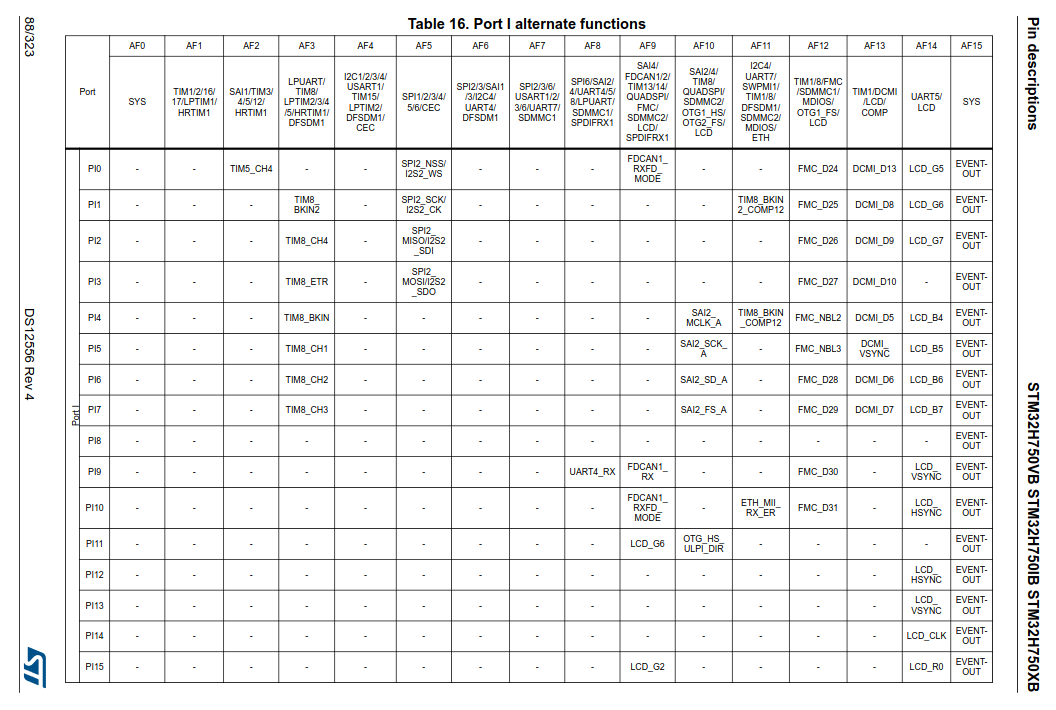 Table 16. Port I alternate functions
Port AF0 AF1 AF2 AF3 AF4 AF5 AF6 AF7 AF8 AF9 AF10 AF11 AF12 AF13 AF14 AF15
SYS
TIM1/2/16/
17/LPTIM1/
HRTIM1
SAI1/TIM3/
4/5/12/
HRTIM1
LPUART/
TIM8/
LPTIM2/3/4
/5/HRTIM1/
DFSDM1
I2C1/2/3/4/
USART1/
TIM15/
LPTIM2/
DFSDM1/
CEC
SPI1/2/3/4/
5/6/CEC
SPI2/3/SAI1
/3/I2C4/
UART4/
DFSDM1
SPI2/3/6/
USART1/2/
3/6/UART7/
SDMMC1
SPI6/SAI2/
4/UART4/5/
8/LPUART/
SDMMC1/
SPDIFRX1
SAI4/
FDCAN1/2/
TIM13/14/
QUADSPI/
FMC/
SDMMC2/
LCD/
SPDIFRX1
SAI2/4/
TIM8/
QUADSPI/
SDMMC2/
OTG1_HS/
OTG2_FS/
LCD
I2C4/
UART7/
SWPMI1/
TIM1/8/
DFSDM1/
SDMMC2/
MDIOS/
ETH
TIM1/8/FMC
/SDMMC1/
MDIOS/
OTG1_FS/
LCD
TIM1/DCMI
/LCD/
COMP
UART5/
LCD
SYS
Port I
PI0 - - TIM5_CH4 - - SPI2_NSS/I2S2_WS - - - FDCAN1_RXFD_MODE - - FMC_D24 DCMI_D13 LCD_G5 EVENT-OUT
PI1 - - - TIM8_BKIN2 - SPI2_SCK/I2S2_CK - - - - - TIM8_BKIN2_COMP12 FMC_D25 DCMI_D8 LCD_G6 EVENT-OUT
PI2 - - - TIM8_CH4 - SPI2_MISO/I2S2_SDI - - - - - - FMC_D26 DCMI_D9 LCD_G7 EVENT-OUT
PI3 - - - TIM8_ETR - SPI2_MOSI/I2S2_SDO - - - - - - FMC_D27 DCMI_D10 - EVENT-OUT
PI4 - - - TIM8_BKIN - - - - - - SAI2_MCLK_A TIM8_BKIN_COMP12 FMC_NBL2 DCMI_D5 LCD_B4 EVENT-OUT
PI5 - - - TIM8_CH1 - - - - - - SAI2_SCK_A - FMC_NBL3 DCMI_VSYNC LCD_B5 EVENT-OUT
PI6 - - - TIM8_CH2 - - - - - - SAI2_SD_A - FMC_D28 DCMI_D6 LCD_B6 EVENT-OUT
PI7 - - - TIM8_CH3 - - - - - - SAI2_FS_A - FMC_D29 DCMI_D7 LCD_B7 EVENT-OUT
PI8 - - - - - - - - - - - - - - - EVENT-OUT
PI9 - - - - - - - - UART4_RX FDCAN1_RX - - FMC_D30 - LCD_VSYNC EVENT-OUT
PI10 - - - - - - - - - FDCAN1_RXFD_MODE - ETH_MII_RX_ER FMC_D31 - LCD_HSYNC EVENT-OUT
PI11 - - - - - - - - - LCD_G6 OTG_HS_ULPI_DIR - - - - EVENT-OUT
PI12 - - - - - - - - - - - - - - LCD_HSYNC EVENT-OUT
PI13 - - - - - - - - - - - - - - LCD_VSYNC EVENT-OUT
PI14 - - - - - - - - - - - - - - LCD_CLK EVENT-OUT
PI15 - - - - - - - - - LCD_G2 - - - - LCD_R0 EVENT-OUT
88/323
DS12556 Rev 4
ST
Pin descriptions
STM32H750VB STM32H750IB STM32H750XB